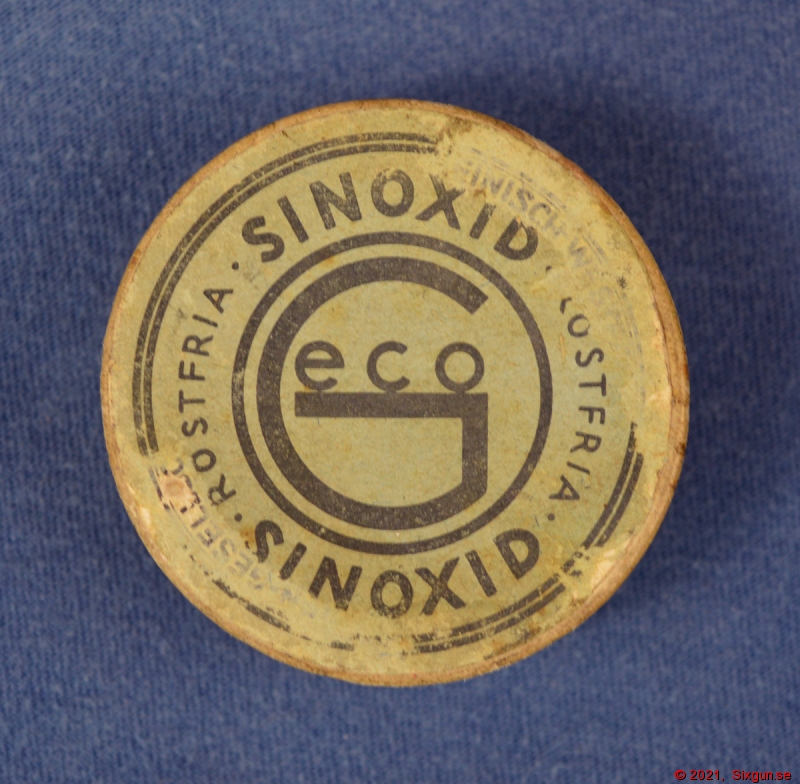 SINOXID · ROSTFRIA · SINOXID · ROSTFRIA ·
Geco
© 2021, Sixgun.se